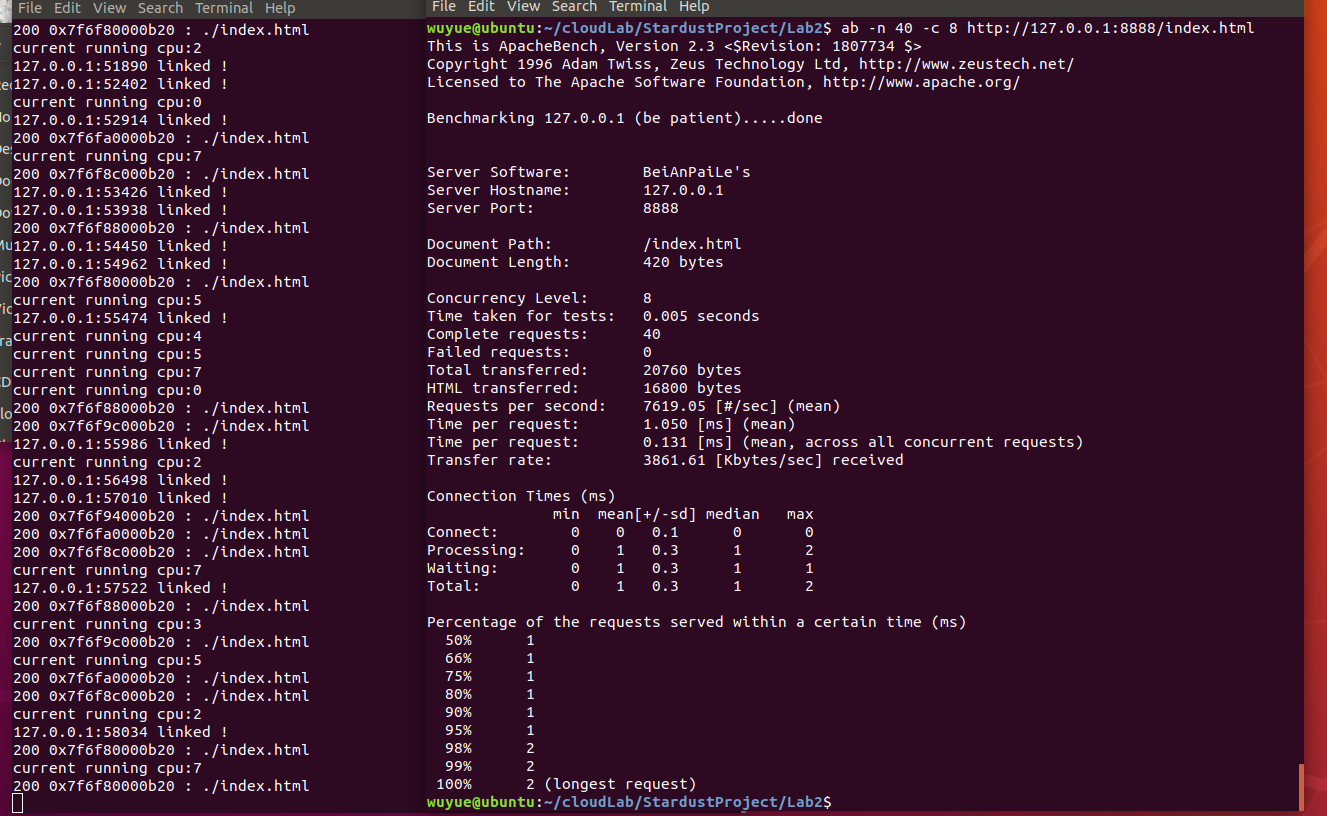 File Edit View Search Terminal Help
200 0x7f6f80000b20 : ./index.html
current running cpu:2
127.0.0.1:51890 linked !
127.0.0.1:52402 linked !
current running cpu:0
127.0.0.1:52914 linked !
200 0x7f6fa0000b20 : ./index.html
current running cpu:7
200 0x7f6f8c000b20 : ./index.html
127.0.0.1:53426 linked !
127.0.0.1:53938 linked !
200 0x7f6f88000b20 : ./index.html
127.0.0.1:54450 linked !
127.0.0.1:54962 linked !
200 0x7f6f80000b20 : ./index.html
current running cpu:5
127.0.0.1:55474 linked !
current running cpu:4
current running cpu:5
current running cpu:7
current running cpu:0
200 0x7f6f88000b20 : ./index.html
200 0x7f6f9c000b20 : ./index.html
127.0.0.1:55986 linked !
current running cpu:2
127.0.0.1:56498 linked !
127.0.0.1:57010 linked !
200 0x7f6f94000b20 : ./index.html
200 0x7f6fa0000b20 : ./index.html
200 0x7f6f8c000b20 : ./index.html
current running cpu:7
127.0.0.1:57522 linked !
200 0x7f6f88000b20 : ./index.html
current running cpu:3
200 0x7f6f9c000b20 : ./index.html
current running cpu:5
200 0x7f6fa0000b20 : ./index.html
200 0x7f6f8c000b20 : ./index.html
current running cpu:2
127.0.0.1:58034 linked !
200 0x7f6f80000b20 : ./index.html
current running cpu:7
200 0x7f6f80000b20 : ./index.html
File Edit View Search Terminal Help
wuyue@ubuntu:~/cloudLab/StardustProject/Lab2$ ab -n 40 -c 8 http://127.0.0.1:8888/index.html
This is ApacheBench, Version 2.3 <$Revision: 1807734 $>
Copyright 1996 Adam Twiss, Zeus Technology Ltd, http://www.zeustech.net/
Licensed to The Apache Software Foundation, http://www.apache.org/
Benchmarking 127.0.0.1 (be patient).....done
Server Software: BeiAnPaiLe's
Server Hostname: 127.0.0.1
Server Port: 8888
Document Path: /index.html
Document Length: 420 bytes
Concurrency Level: 8
Time taken for tests: 0.005 seconds
Complete requests: 40
Failed requests: 0
Total transferred: 20760 bytes
HTML transferred: 16800 bytes
Requests per second: 7619.05 [#/sec] (mean)
Time per request: 1.050 [ms] (mean)
Time per request: 0.131 [ms] (mean, across all concurrent requests)
Transfer rate: 3861.61 [Kbytes/sec] received
Connection Times (ms)
min mean[+/-sd] median max
Connect: 0 0 0.1 0 0
Processing: 0 1 0.3 1 2
Waiting: 0 1 0.3 1 1
Total: 0 1 0.3 1 2
Percentage of the requests served within a certain time (ms)
50% 1
66% 1
75% 1
80% 1
90% 1
95% 1
98% 2
99% 2
100% 2 (longest request)
wuyue@ubuntu:~/cloudLab/StardustProject/Lab2$